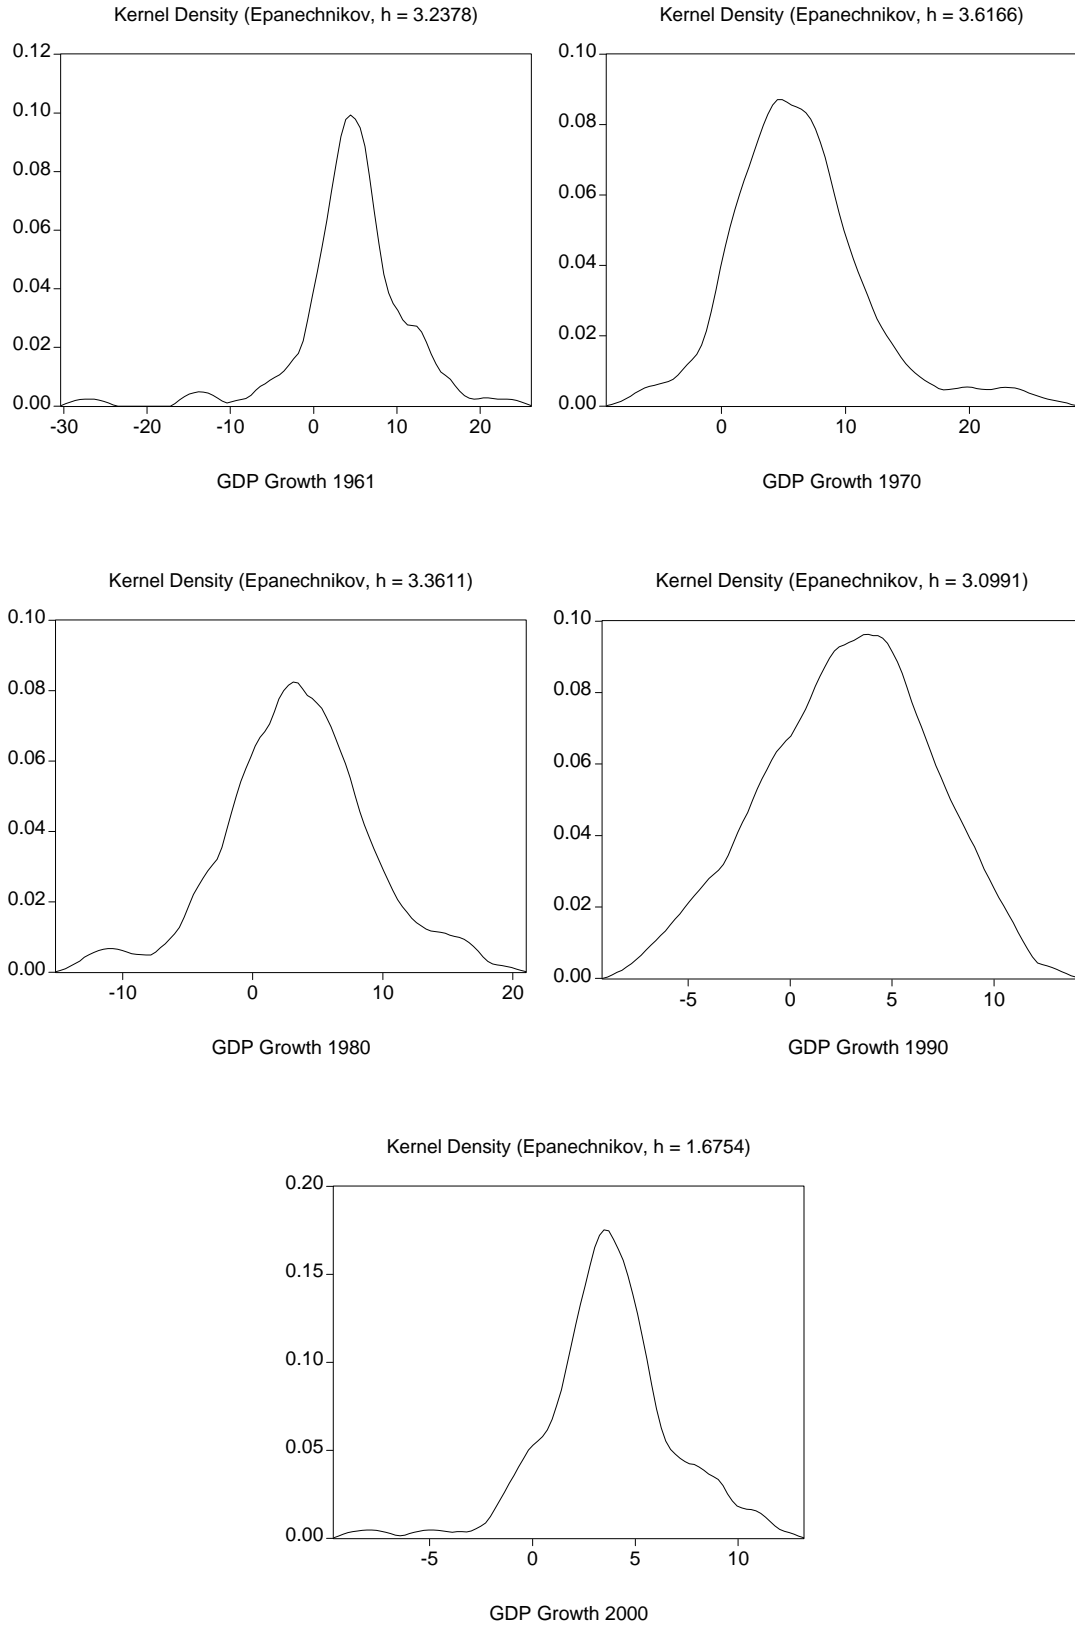 Kernel Density (Epanechnikov, h = 3.2378)
0.12
0.10
0.08
0.06
0.04
0.02
0.00
-30 -20 -10 0 10 20
GDP Growth 1961
Kernel Density (Epanechnikov, h = 3.6166)
0.10
0.08
0.06
0.04
0.02
0.00
0 10 20
GDP Growth 1970
Kernel Density (Epanechnikov, h = 3.3611)
0.10
0.08
0.06
0.04
0.02
0.00
-10 0 10 20
GDP Growth 1980
Kernel Density (Epanechnikov, h = 3.0991)
0.10
0.08
0.06
0.04
0.02
0.00
-5 0 5 10
GDP Growth 1990
Kernel Density (Epanechnikov, h = 1.6754)
0.20
0.15
0.10
0.05
0.00
-5 0 5 10
GDP Growth 2000